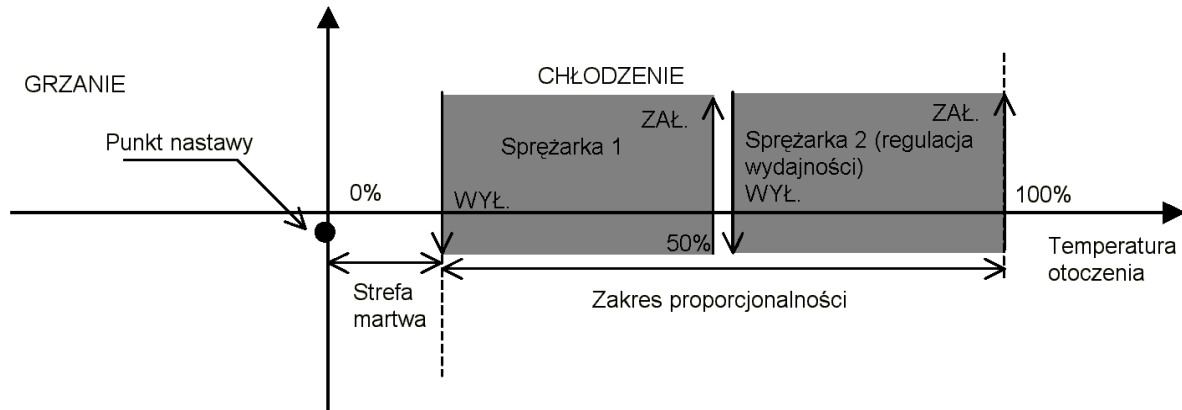 GRZANIE
CHŁODZENIE
Punkt nastawy
ZAŁ.
Sprężarka 1
WYŁ.
ZAŁ.
Sprężarka 2 (regulacja
wydajności)
WYŁ.
0%
50%
100%
Temperatura
otoczenia
Strefa
martwa
Zakres proporcjonalności